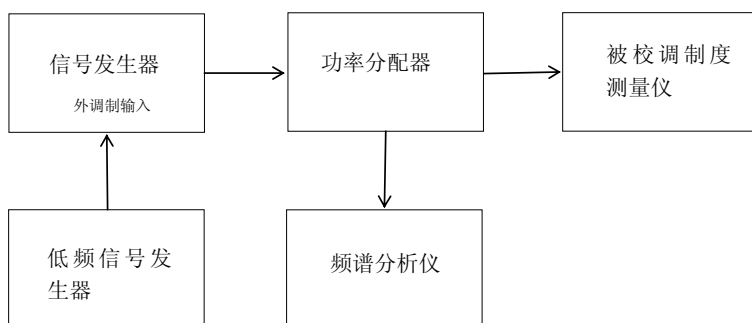 信号发生器
外调制输入
功率分配器
被校调制度
测量仪
低频信号发
生器
频谱分析仪